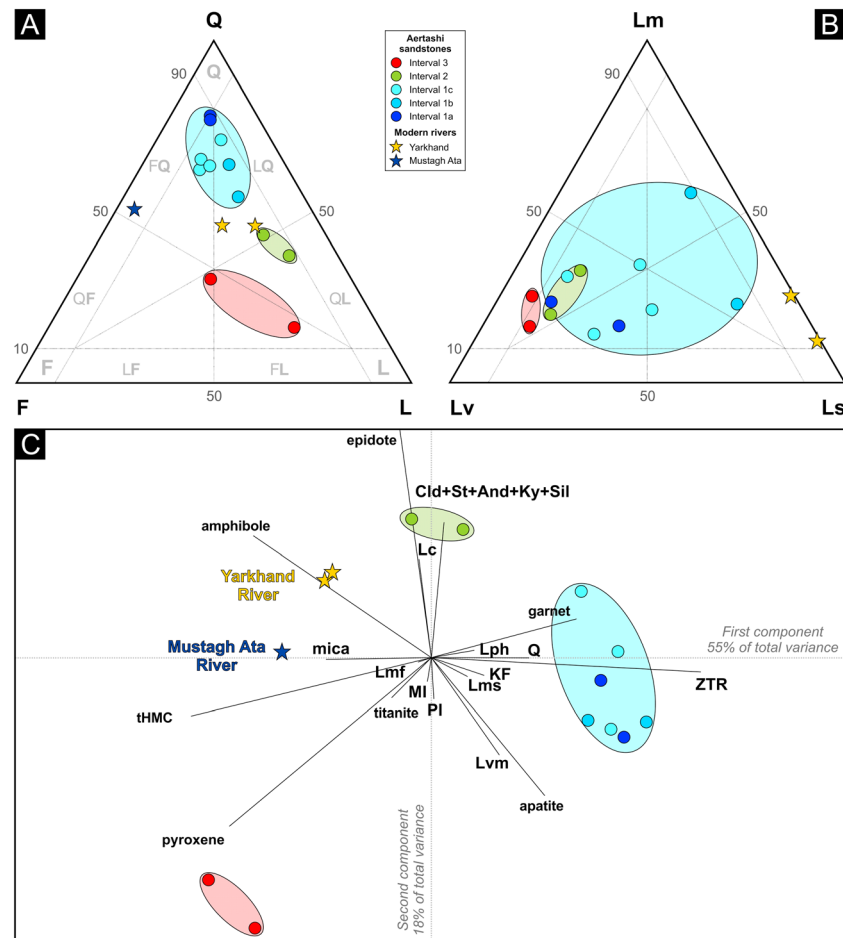 A
Q
90
Q
FQ
LQ
50
50
QF
QL
10
F
L
LF
FL
50
F
L
Aertashi
sandstones
Interval 3
Interval 2
Interval 1c
Interval 1b
Interval 1a
Modern rivers
Yarkhand
Mustagh Ata
B
Lm
90
50
50
10
50
Lv
Ls
C
epidote
Cld+St+And+Ky+Sil
amphibole
Lc
Yarkhand
River
garnet
First component
55% of total variance
Mustagh Ata
River
mica
Lph
Q
Lmf
KF
Lms
ZTR
MI
titanite
PI
tHMC
Lvm
apatite
pyroxene
Second component
18% of total variance